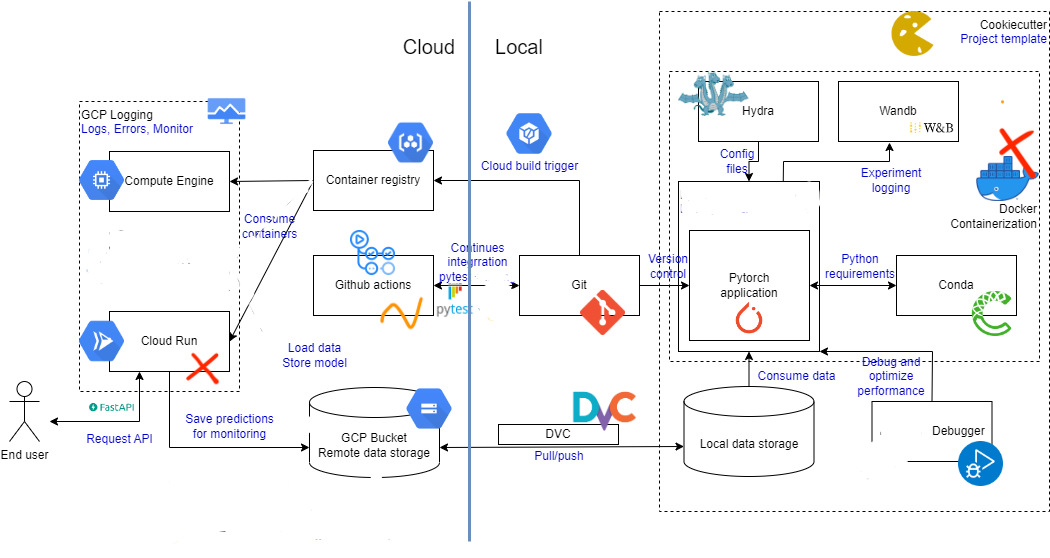 Cookiecutter
Project template
Cloud
Local
GCP Logging
Logs, Errors, Monitor
Hydra
Wandb
W&B
Compute Engine
Container registry
Cloud build trigger
Config
files
Experiment
logging
Docker
Containerization
Consume
containers
Continues
integrration
pytest
Github actions
pytest
Git
Version
control
Pytorch
application
Python
requirements
Conda
Cloud Run
Load data
Store model
Consume data
Debug and
optimize
performance
FastAPI
Request API
End user
Save predictions
for monitoring
GCP Bucket
Remote data storage
DVC
DVC
Pull/push
Local data storage
Debugger